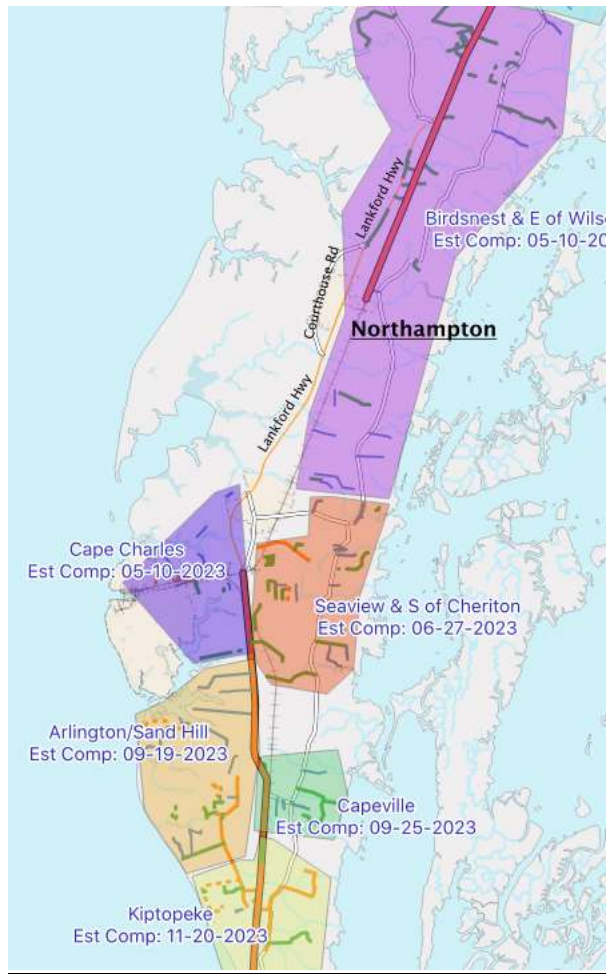 Lankford Hwy
Birdsnest & E of Wils
Est Comp: 05-10-20
Courthouse Rd
Northampton
Lankford Hwy
Cape Charles
Est Comp: 05-10-2023
Seaview & S of Cheriton
Est Comp: 06-27-2023
Arlington/Sand Hill
Est Comp: 09-19-2023
Capeville
Est Comp: 09-25-2023
Kiptopeke
Est Comp: 11-20-2023